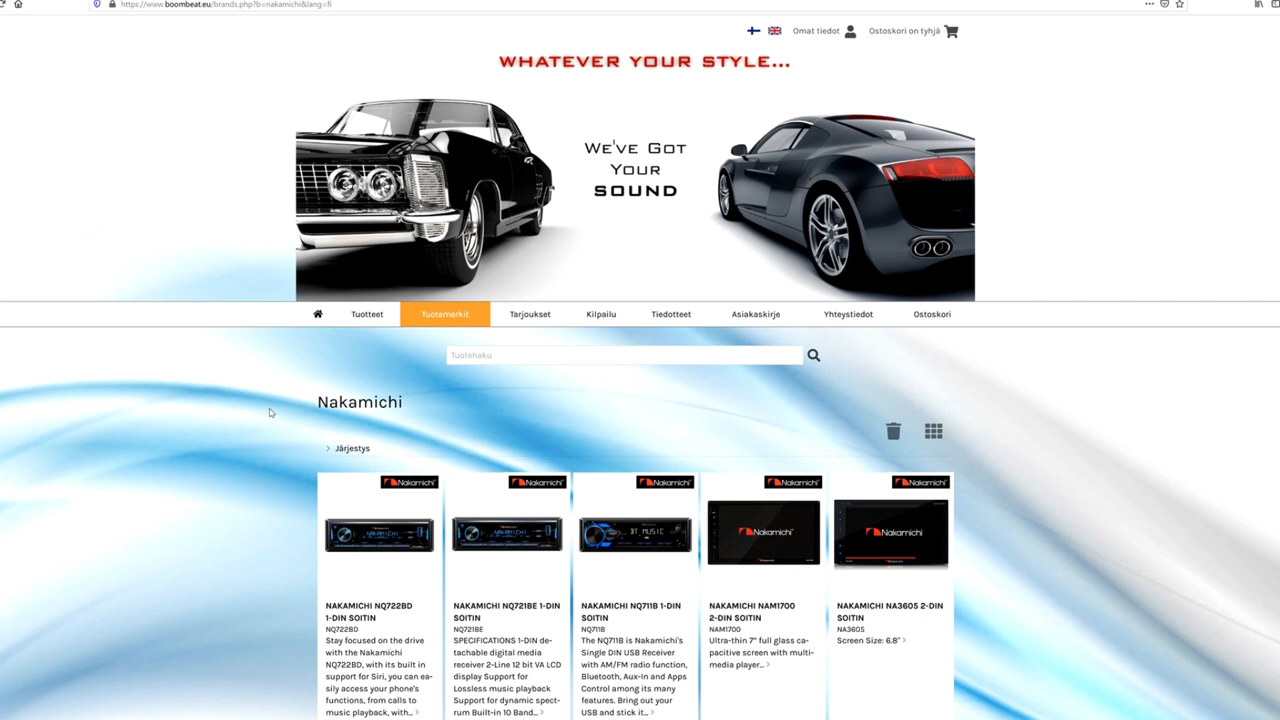 https://www.boombeat.eu/brands.php?b=nakamichi&lang=fi
Omat tiedot
Ostoskori on tyhjä
WHATEVER YOUR STYLE...
WE'VE GOT
YOUR
SOUND
Tuotteet
Tuotemerkit
Tarjoukset
Kilpailu
Tiedotteet
Asiakaskirje
Yhteystiedot
Ostoskori
Tuotehaku
Nakamichi
Järjestys
Nakamichi
NAKAMICHI
NAKAMICHI NQ722BD
1-DIN SOITIN
NQ722BD
Stay focused on the drive
with the Nakamichi
NQ722BD, with its built in
support for Siri, you can ea-
sily access your phone's
functions, from calls to
music playback, with...
Nakamichi
NAKAMICHI
NAKAMICHI NQ721BE 1-DIN
SOITIN
NQ721BE
SPECIFICATIONS 1-DIN de-
tachable digital media
receiver 2-Line 12 bit VA LCD
display Support for
Lossless music playback
Support for dynamic spect-
rum Built-in 10 Band...
Nakamichi
BT MUSIC
NAKAMICHI NQ711B 1-DIN
SOITIN
NQ711B
The NQ711B is Nakamichi's
Single DIN USB Receiver
with AM/FM radio function,
Bluetooth, Aux-In and Apps
Control among its many
features. Bring out your
USB and stick it...
Nakamichi
Nakamichi
NAKAMICHI NAM1700
2-DIN SOITIN
NAM1700
Ultra-thin 7" full glass ca-
pacitive screen with multi-
media player...
Nakamichi
Nakamichi
NAKAMICHI NA3605 2-DIN
SOITIN
NA3605
Screen Size: 6.8"